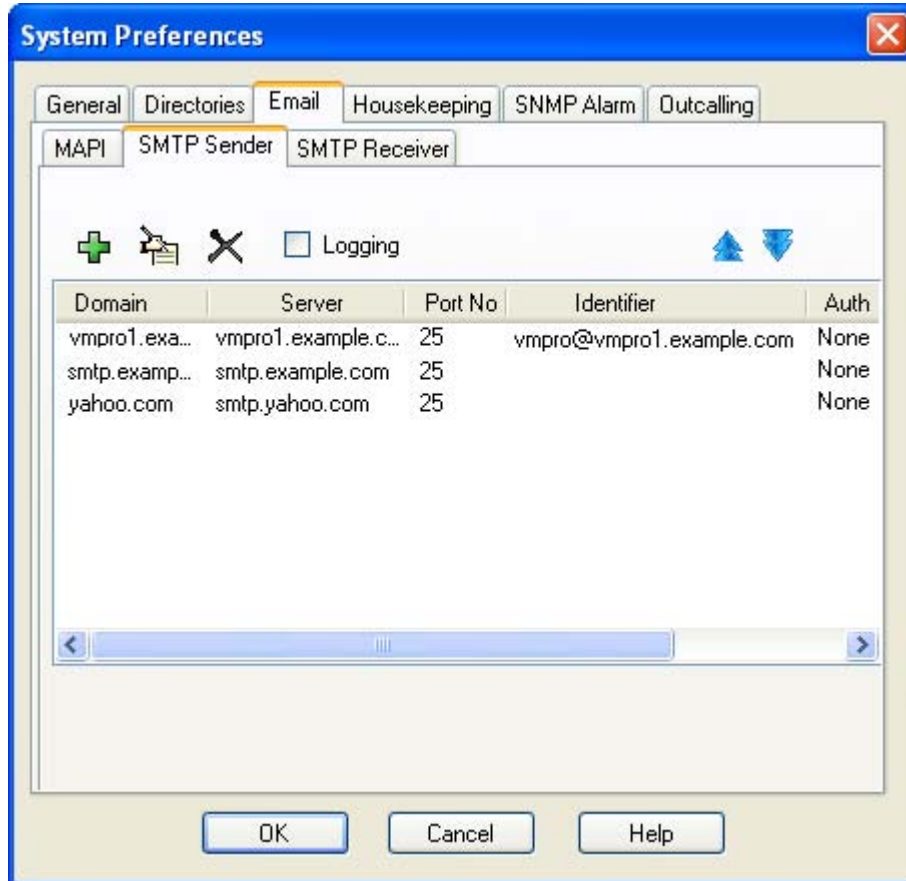 System Preferences
General Directories Email Housekeeping SNMP Alarm Outcalling
MAPI SMTP Sender SMTP Receiver
Logging
Domain Server Port No Identifier Auth
vmpro1.exa... vmpro1.example.c... 25 vmpro@vmpro1.example.com None
smtp.examp... smtp.example.com 25 None
yahoo.com smtp.yahoo.com 25 None
OK Cancel Help